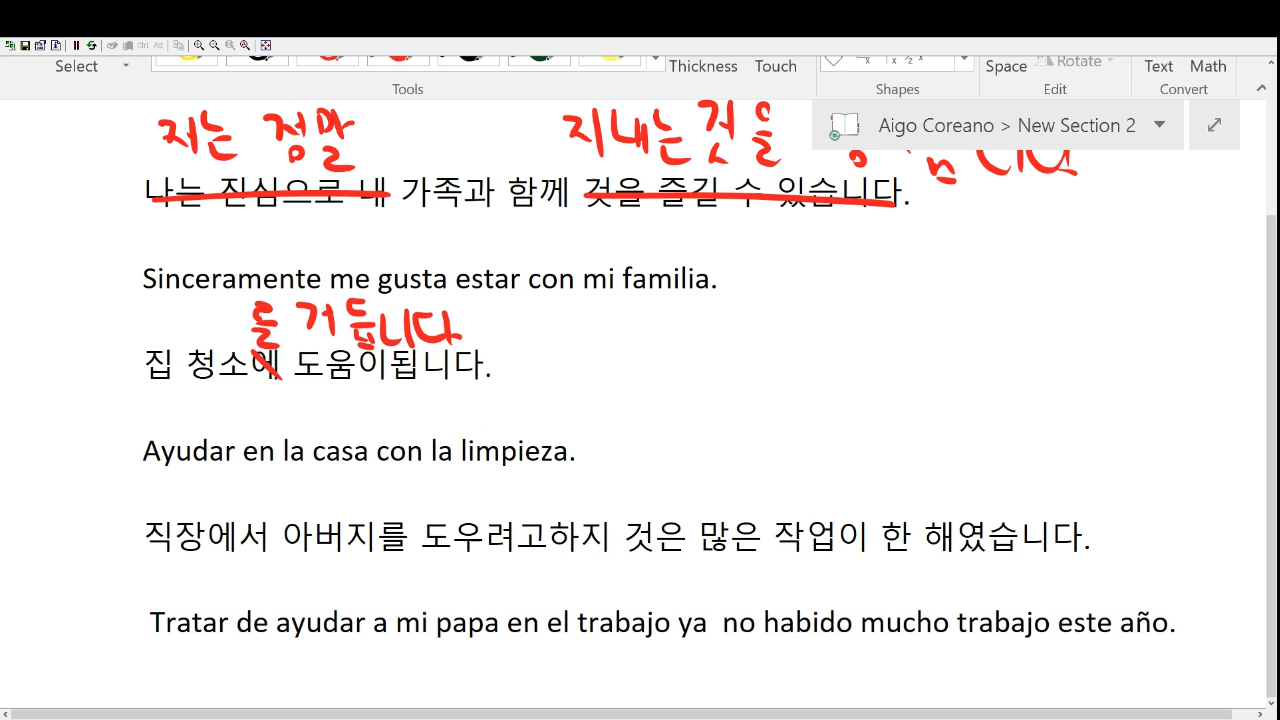 Ctrl Alt
Select
Thickness Touch
Space Rotate
Text Math
Tools
Shapes
Edit
Convert
Aigo Coreano > New Section 2
저는 정말 지내는 것을
나는 진심으로 내 가족과 함께 것을 즐길 수 있습니다.
Sinceramente me gusta estar con mi familia.
를 거듭니다
집 청소에 도움이됩니다.
Ayudar en la casa con la limpieza.
직장에서 아버지를 도우려고하지 것은 많은 작업이 한 해였습니다.
Tratar de ayudar a mi papa en el trabajo ya no habido mucho trabajo este año.